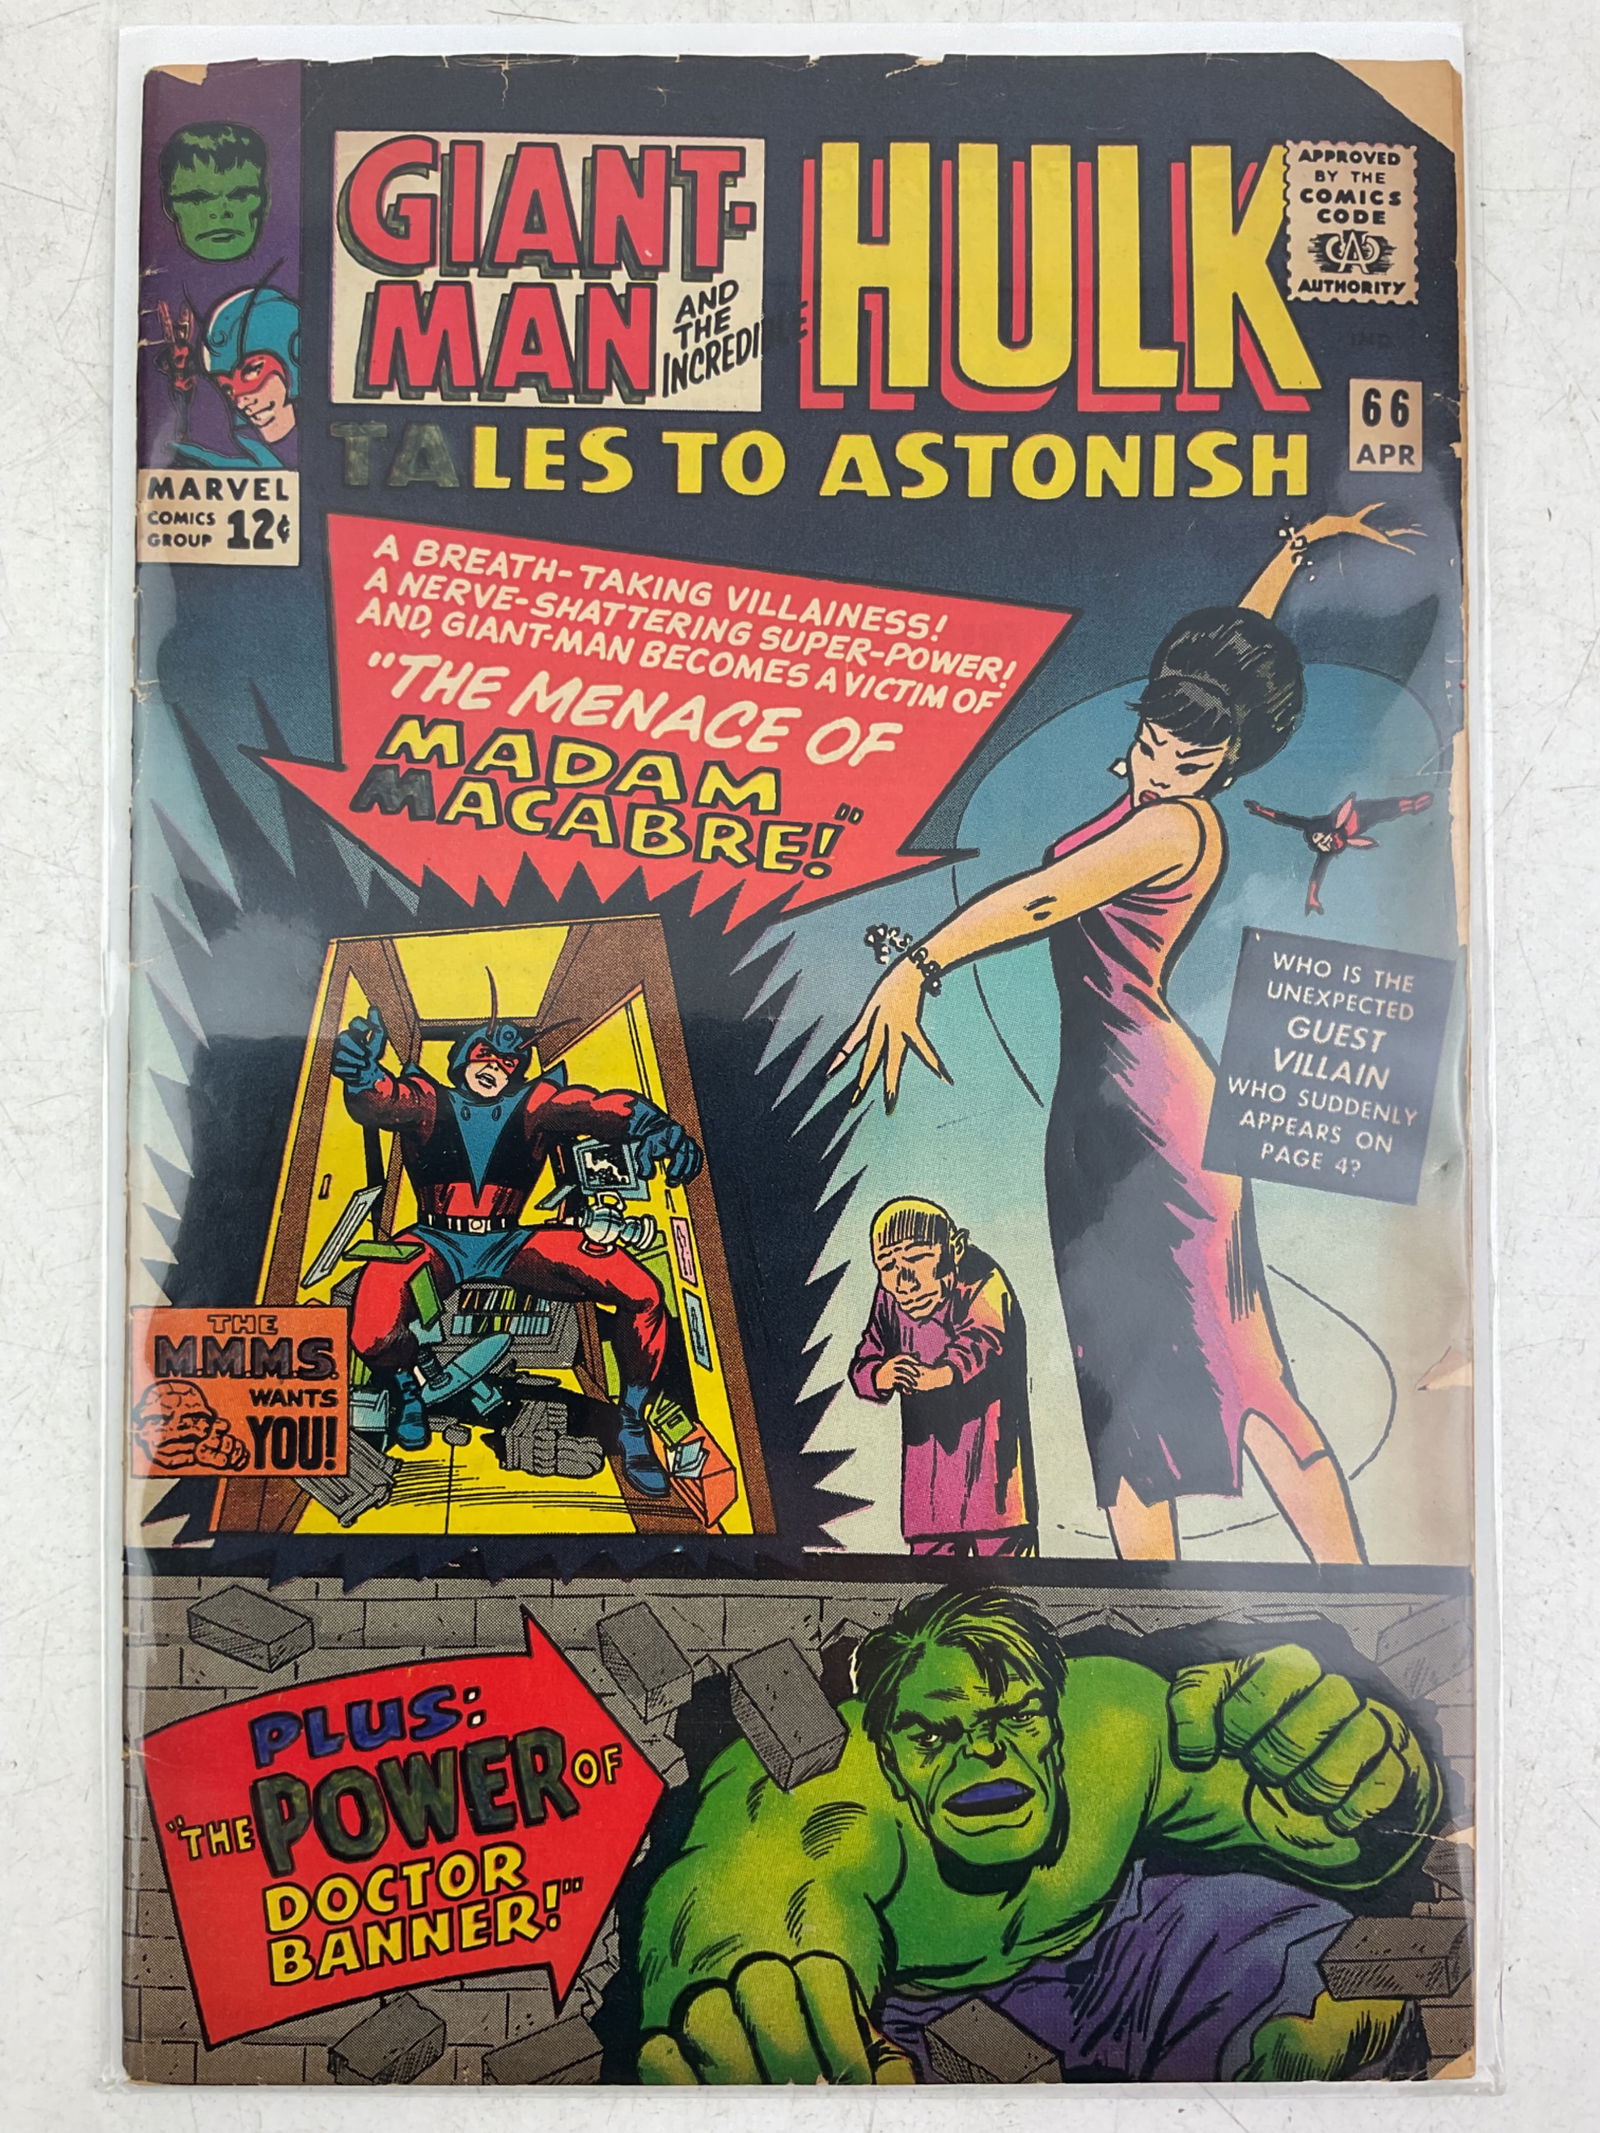 GIANT-
MAN
AND
THE
INCREDI
HULK
APPROVED
BY THE
COMICS
CODE
CA
AUTHORITY
IND.
66
APR
TALES TO ASTONISH
MARVEL
COMICS
GROUP
12¢
A BREATH-TAKING VILLAINESS!
A NERVE-SHATTERING SUPER-POWER!
AND, GIANT-MAN BECOMES A VICTIM OF
"THE MENACE OF
MADAM
MACABRE!"
WHO IS THE
UNEXPECTED
GUEST
VILLAIN
WHO SUDDENLY
APPEARS ON
PAGE 4?
THE
M.M.M.S.
WANTS
YOU!
PLUS:
"THE POWER OF
DOCTOR
BANNER!"